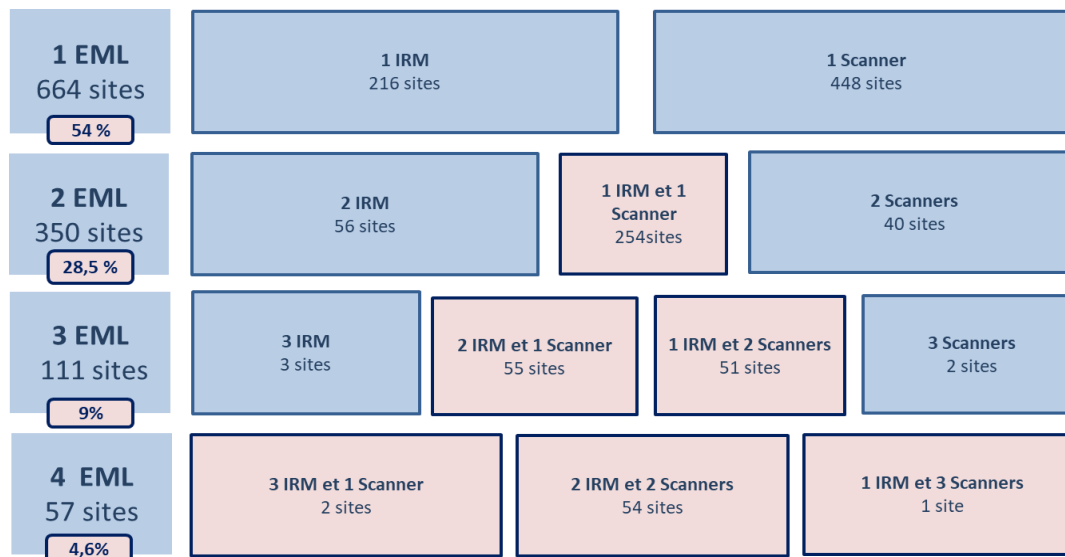 1 EML
664 sites
54 %
1 IRM
216 sites
1 Scanner
448 sites
2 EML
350 sites
28,5 %
2 IRM
56 sites
1 IRM et 1
Scanner
254sites
2 Scanners
40 sites
3 EML
111 sites
9%
3 IRM
3 sites
2 IRM et 1 Scanner
55 sites
1 IRM et 2 Scanners
51 sites
3 Scanners
2 sites
4 EML
57 sites
4,6%
3 IRM et 1 Scanner
2 sites
2 IRM et 2 Scanners
54 sites
1 IRM et 3 Scanners
1 site